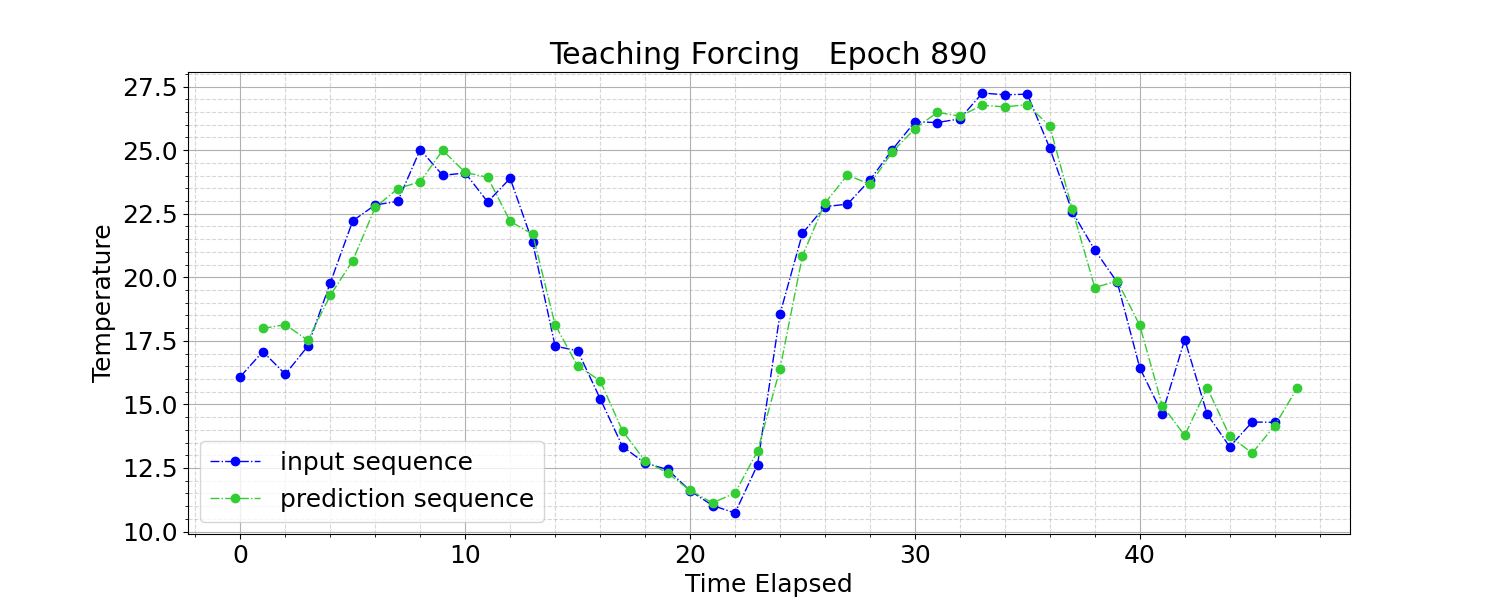 Teaching Forcing   Epoch 890
27.5
25.0
22.5
20.0
17.5
15.0
12.5
10.0
Temperature
input sequence
prediction sequence
0 10 20 30 40
Time Elapsed